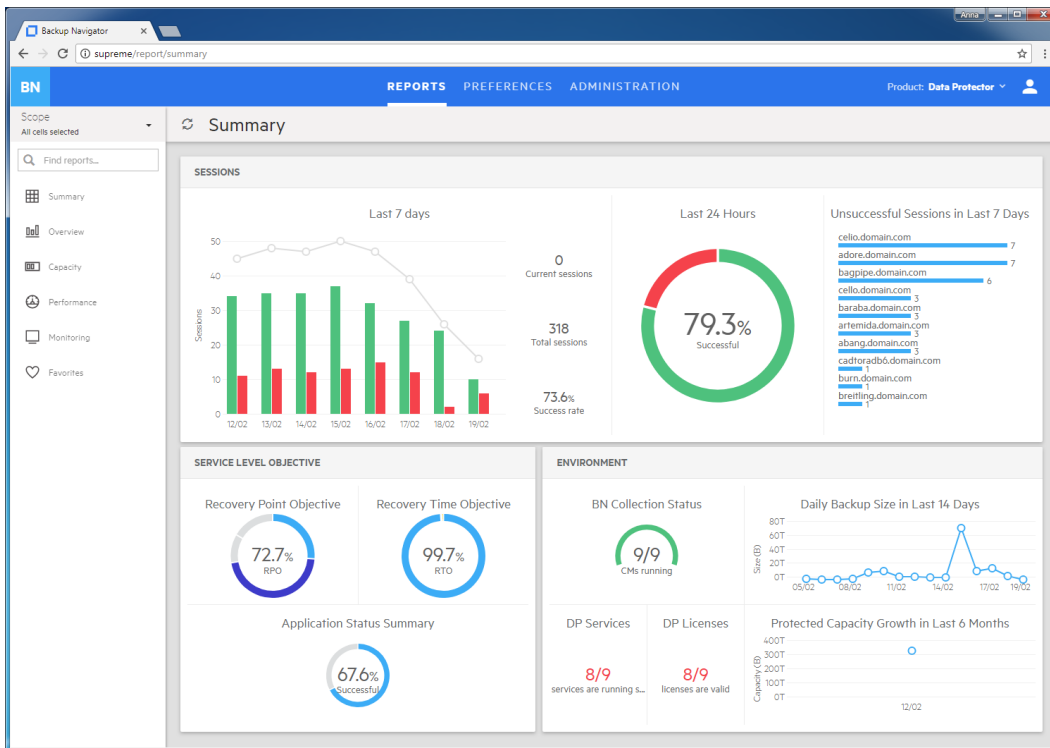 Anna
Backup Navigator
supreme/report/summary
BN
REPORTS PREFERENCES ADMINISTRATION
Product: Data Protector
Scope
All cells selected
Find reports...
Summary
Overview
Capacity
Performance
Monitoring
Favorites
Summary
SESSIONS
Last 7 days
Sessions
50
40
30
20
10
0
12/02 13/02 14/02 15/02 16/02 17/02 18/02 19/02
0
Current sessions
318
Total sessions
73.6%
Success rate
Last 24 Hours
79.3%
Successful
Unsuccessful Sessions in Last 7 Days
celio.domain.com
7
adore.domain.com
7
bagpipe.domain.com
6
cello.domain.com
3
baraba.domain.com
3
artemida.domain.com
3
abang.domain.com
3
cadtoradb6.domain.com
1
burn.domain.com
1
breitling.domain.com
1
SERVICE LEVEL OBJECTIVE
Recovery Point Objective
72.7%
RPO
Recovery Time Objective
99.7%
RTO
Application Status Summary
67.6%
Successful
ENVIRONMENT
BN Collection Status
9/9
CMs running
Daily Backup Size in Last 14 Days
Size (B)
80T
60T
40T
20T
0T
05/02 08/02 11/02 14/02 17/02 19/02
DP Services
8/9
services are running s...
DP Licenses
8/9
licenses are valid
Protected Capacity Growth in Last 6 Months
Capacity (B)
400T
300T
200T
100T
0T
12/02